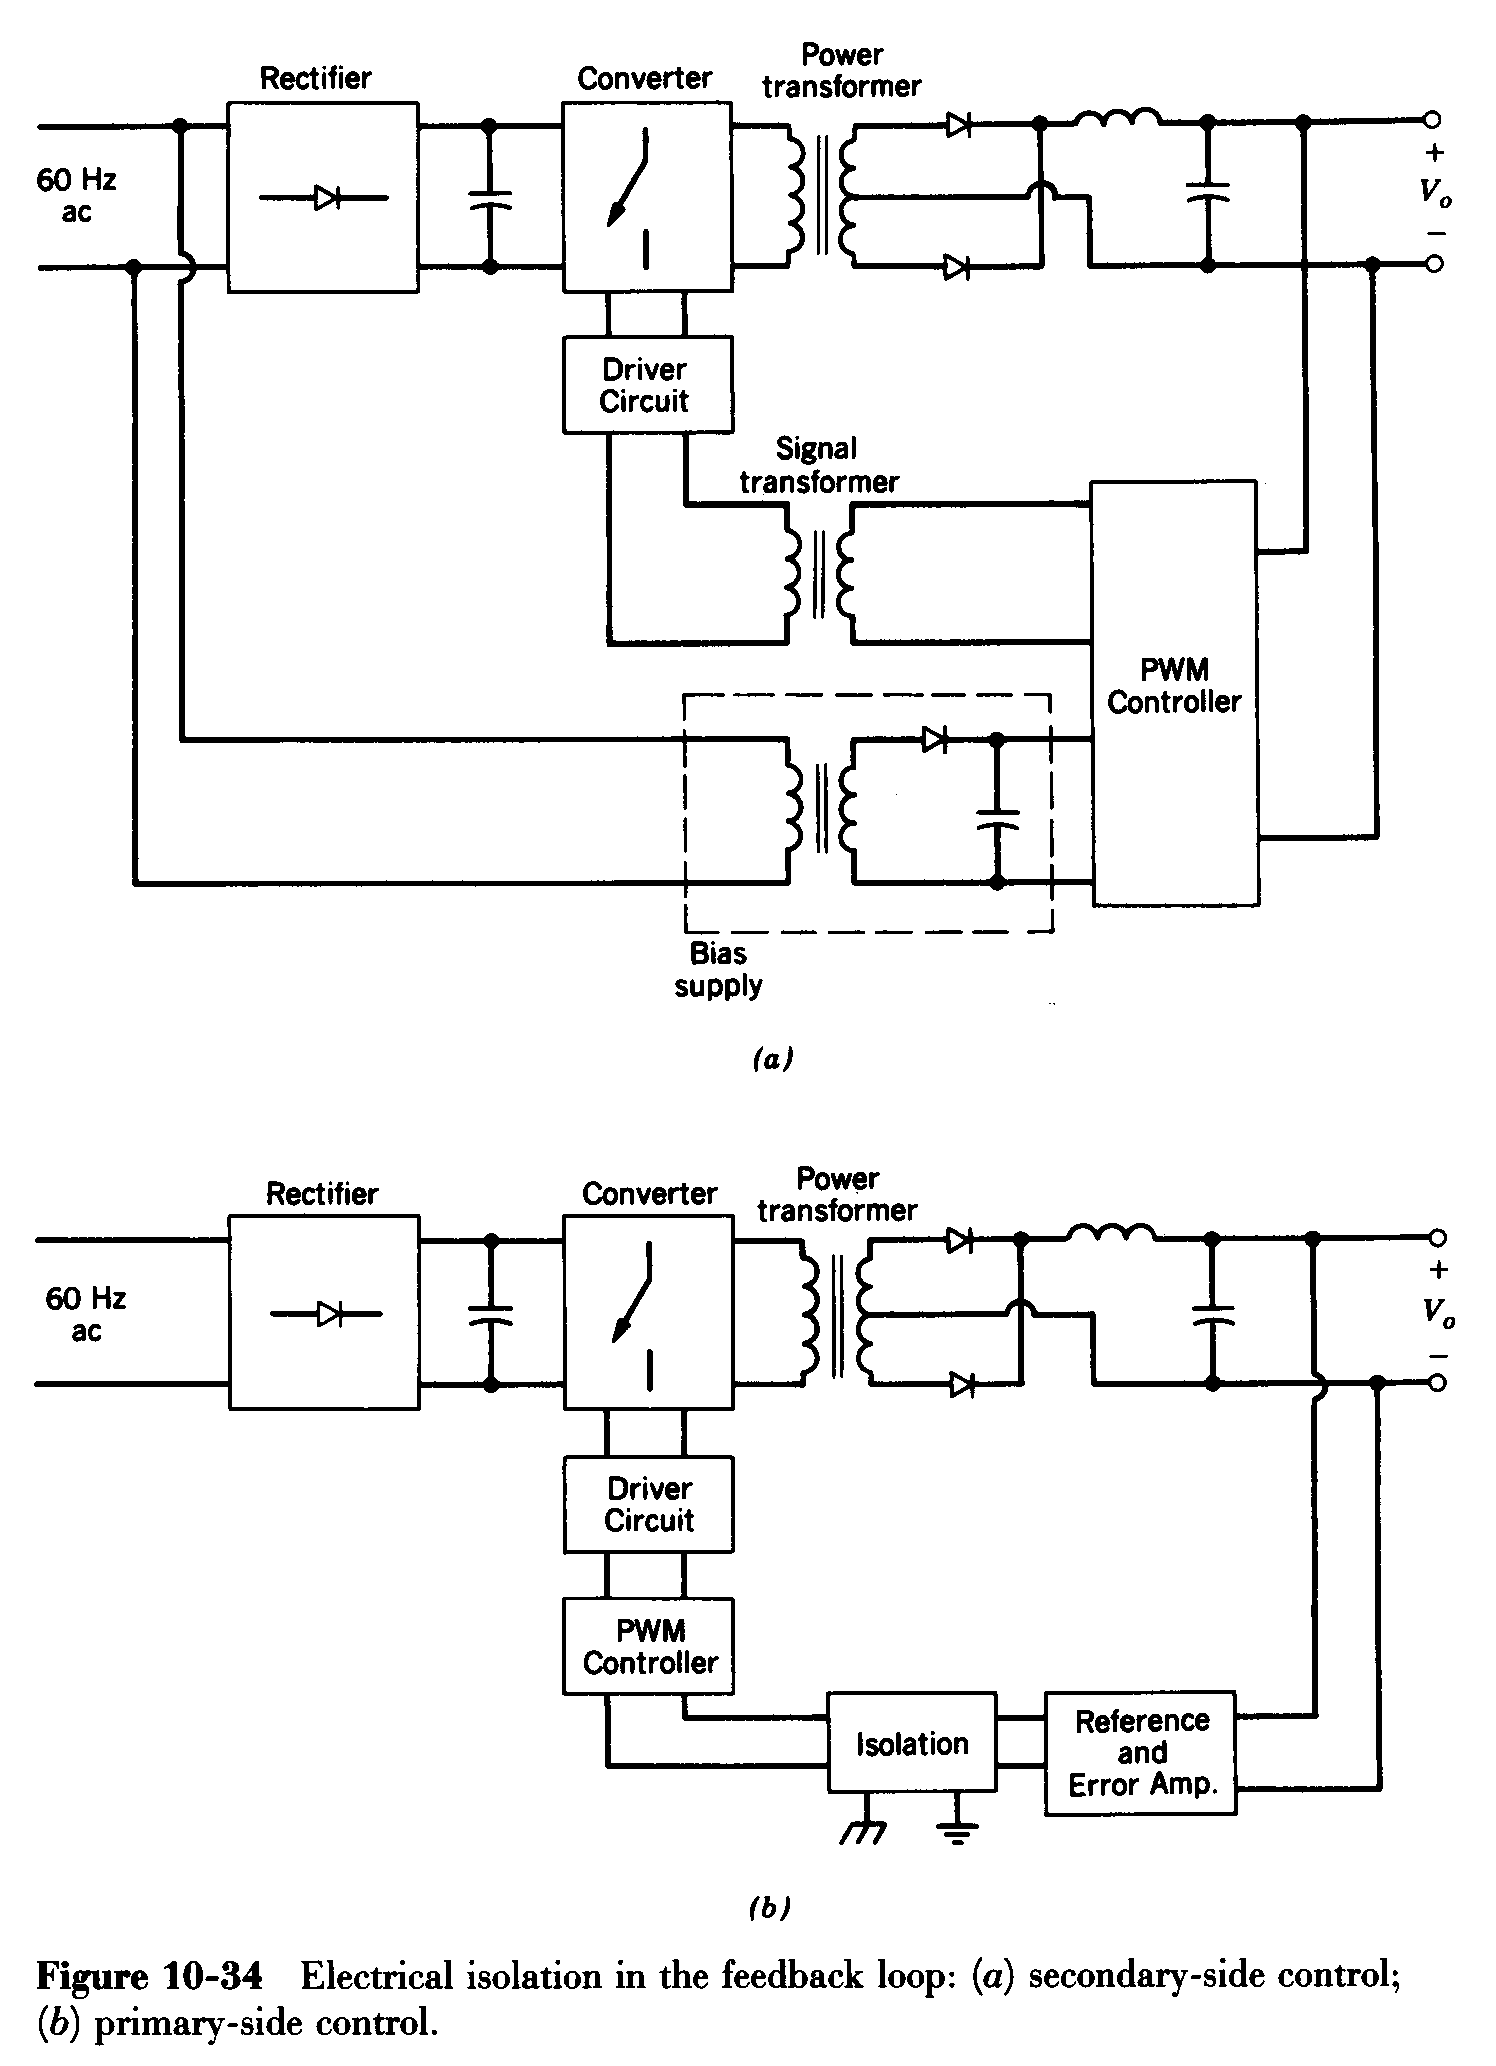 Power
transformer
Rectifier
Converter
60 Hz
ac
+
Vo
−
Driver
Circuit
Signal
transformer
PWM
Controller
Bias
supply
(a)
Power
transformer
Rectifier
Converter
60 Hz
ac
+
Vo
−
Driver
Circuit
PWM
Controller
Isolation
Reference
and
Error Amp.
(b)
Figure 10-34 Electrical isolation in the feedback loop: (a) secondary-side control;
(b) primary-side control.